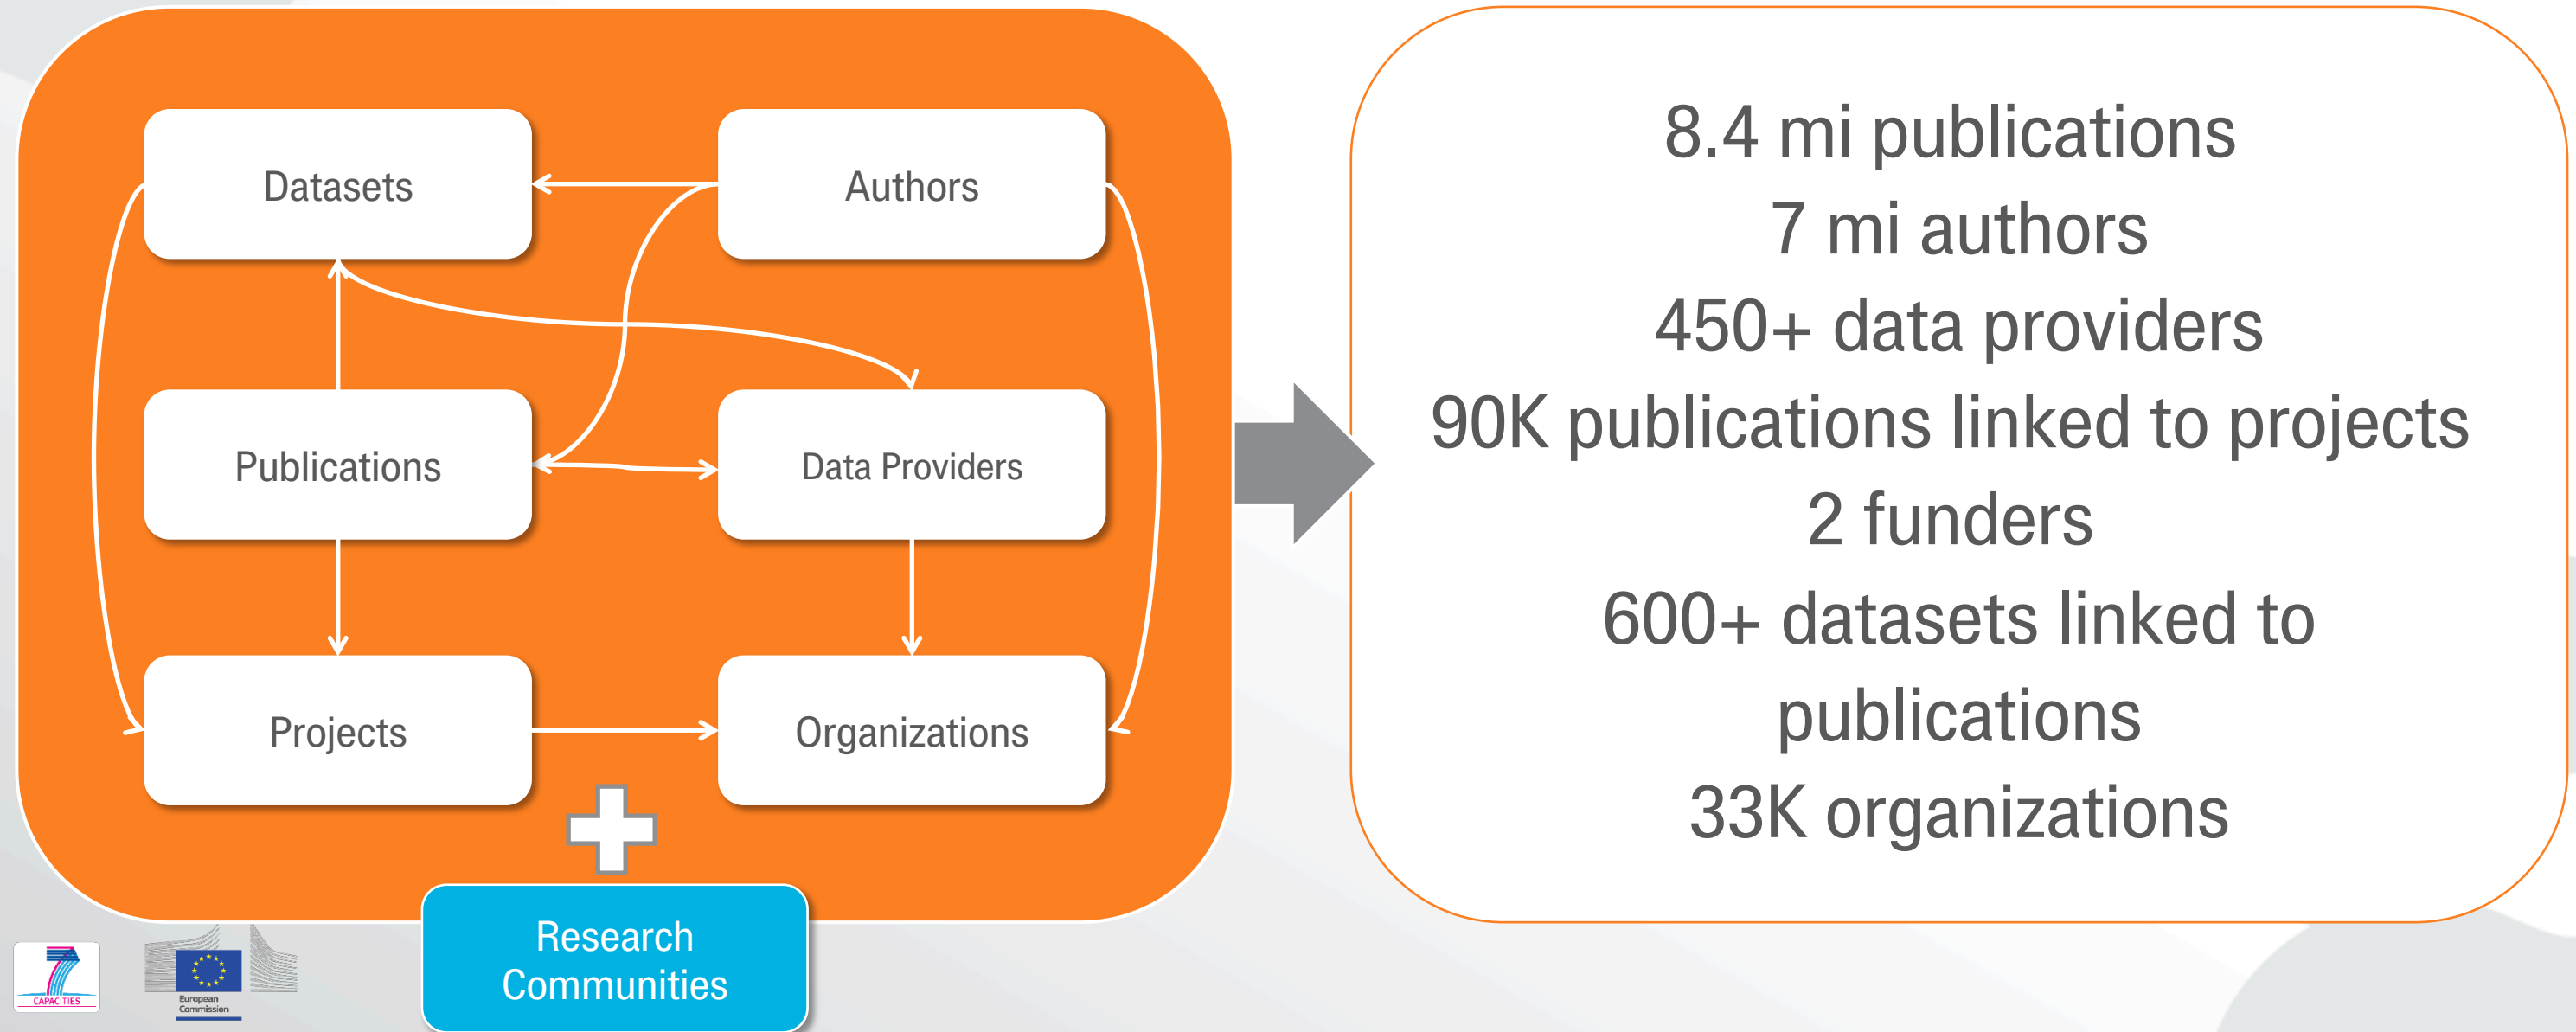 Datasets
Authors
Publications
Data Providers
Projects
Organizations
Research
Communities
8.4 mi publications
7 mi authors
450+ data providers
90K publications linked to projects
2 funders
600+ datasets linked to
publications
33K organizations
7
CAPACITIES
European
Commission